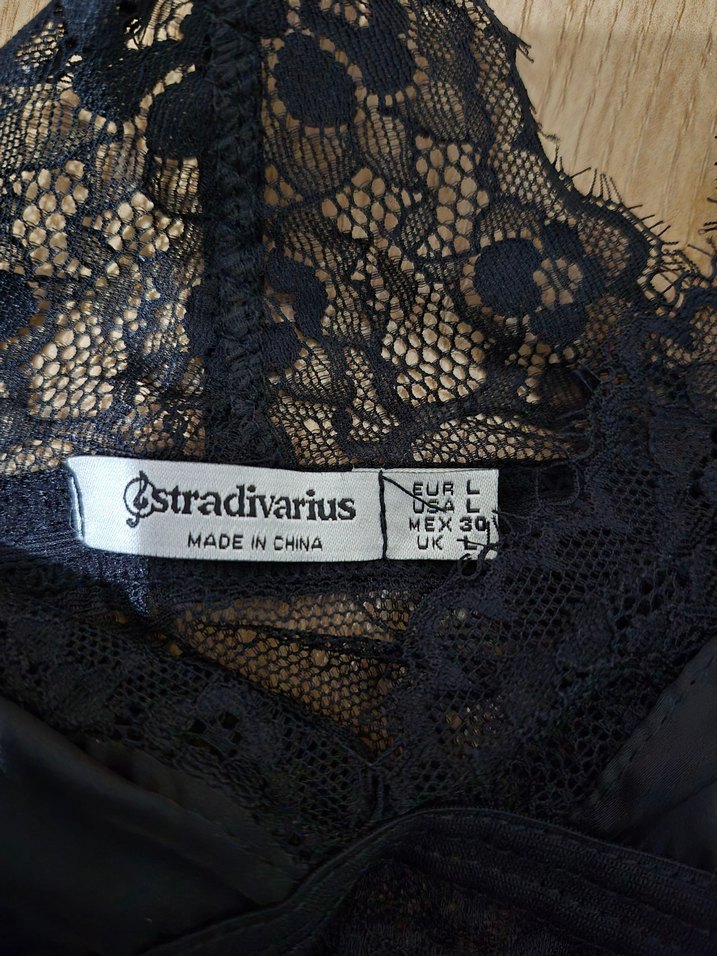 stradivarius
MADE IN CHINA
EUR L
USA L
MEX 30
UK L